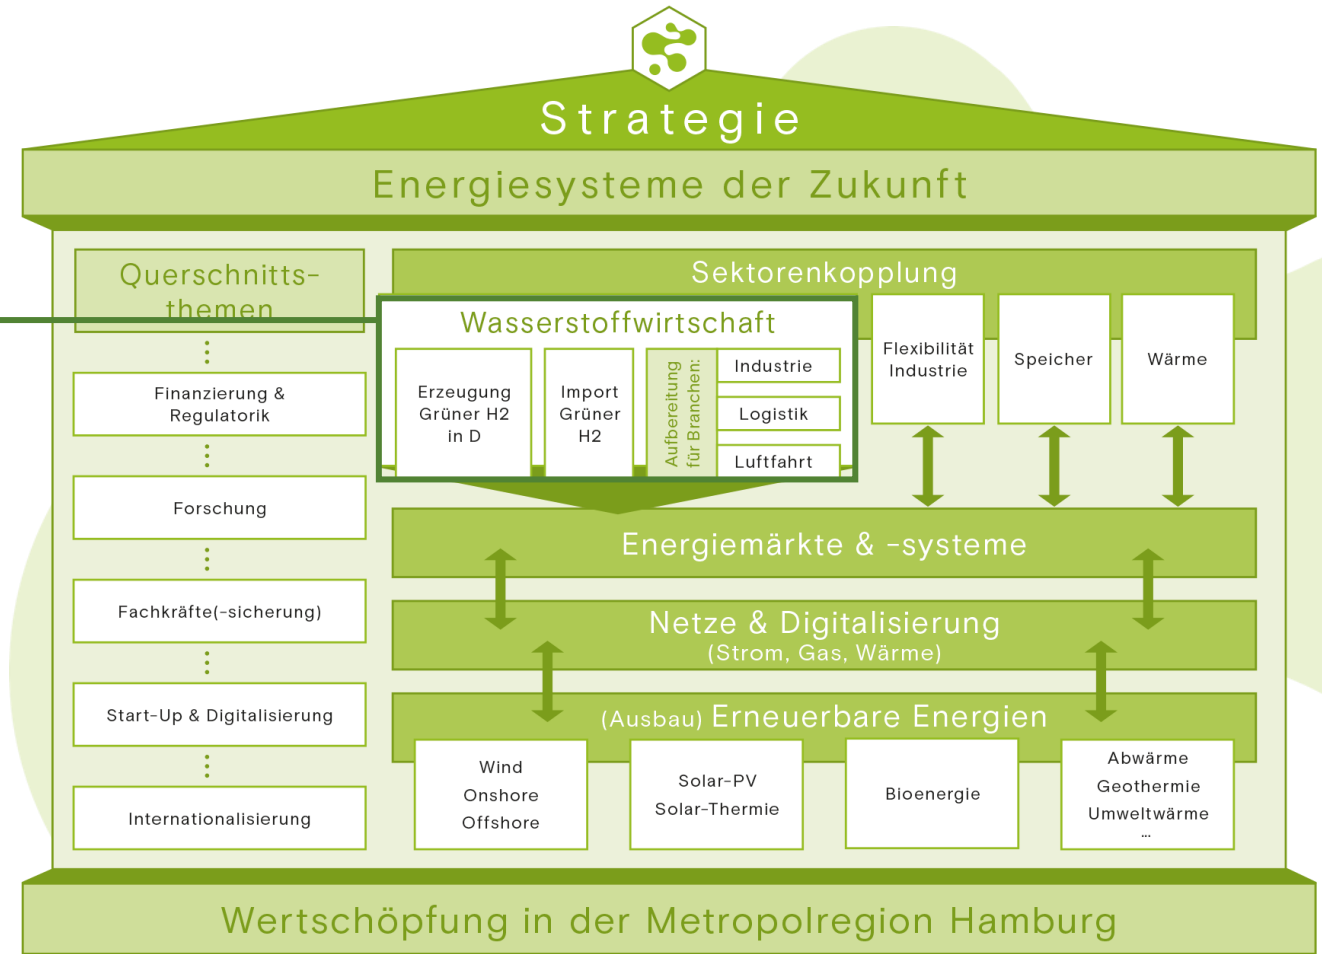 Strategie
Energiesysteme der Zukunft
Querschnitts-
themen
Finanzierung &
Regulatorik
Forschung
Fachkräfte(-sicherung)
Start-Up & Digitalisierung
Internationalisierung
Sektorenkopplung
Wasserstoffwirtschaft
Erzeugung
Grüner H2
in D
Import
Grüner
H2
Aufbereitung
für Branchen:
Industrie
Logistik
Luftfahrt
Flexibilität
Industrie
Speicher
Wärme
Energiemärkte & -systeme
Netze & Digitalisierung
(Strom, Gas, Wärme)
(Ausbau) Erneuerbare Energien
Wind
Onshore
Offshore
Solar-PV
Solar-Thermie
Bioenergie
Abwärme
Geothermie
Umweltwärme
...
Wertschöpfung in der Metropolregion Hamburg